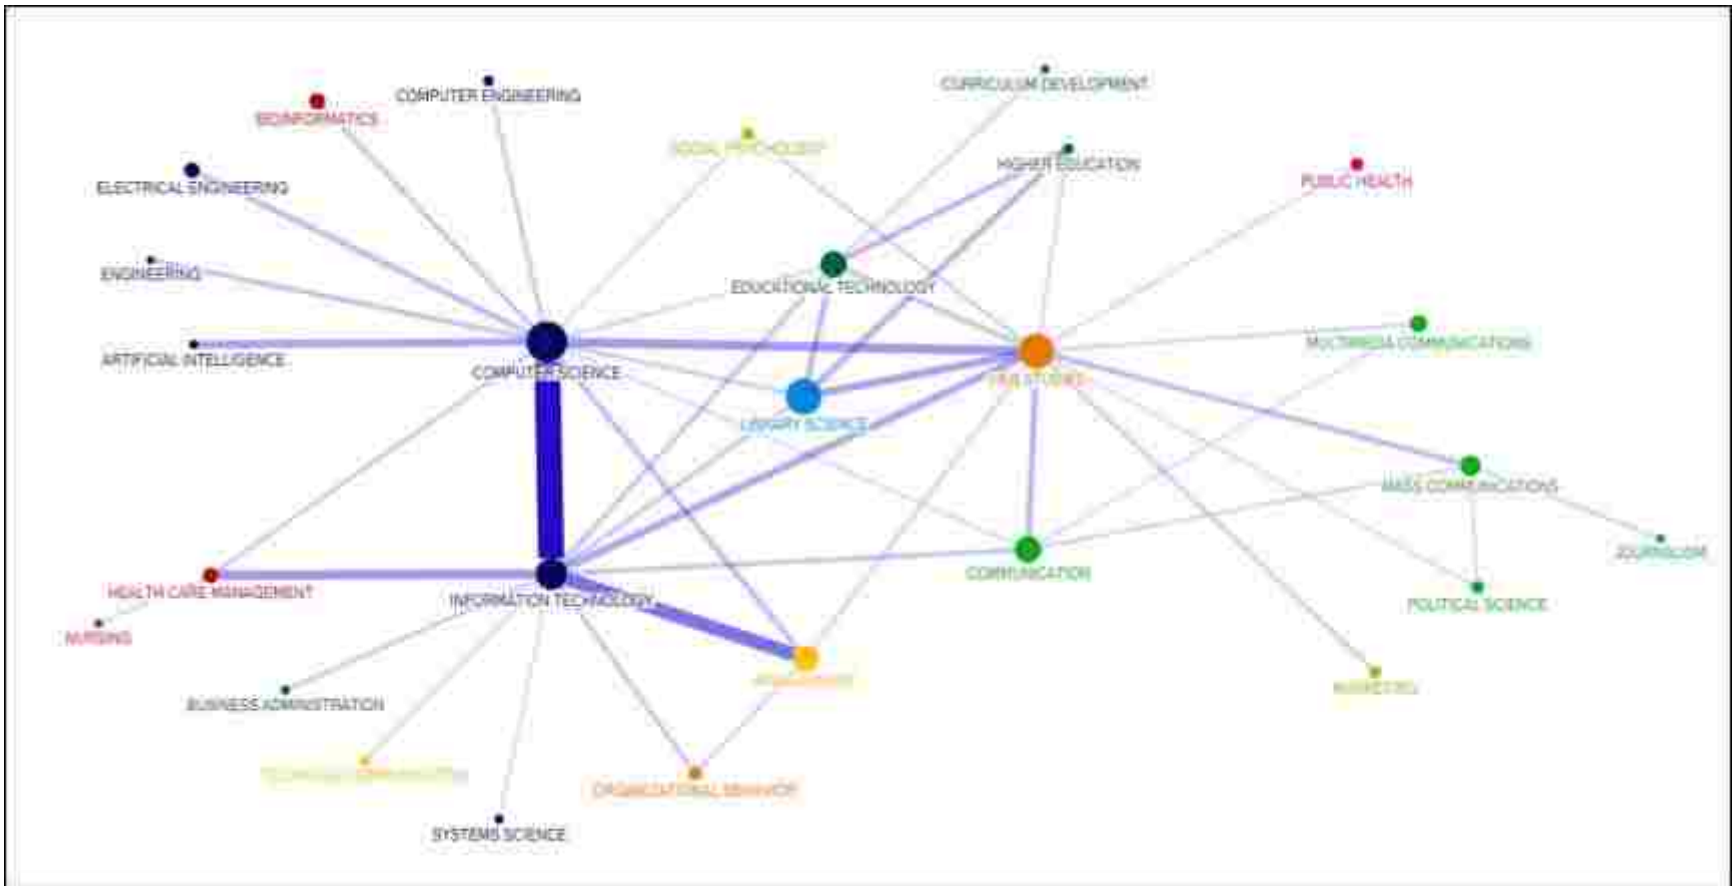 CURRICULUM DEVELOPMENT
COMPUTER ENGINEERING
BIOINFORMATICS
SOCIAL PSYCHOLOGY
HIGHER EDUCATION
PUBLIC HEALTH
ELECTRICAL ENGINEERING
ENGINEERING
EDUCATIONAL TECHNOLOGY
MULTIMEDIA COMMUNICATIONS
ARTIFICIAL INTELLIGENCE
COMPUTER SCIENCE
LIBRARY SCIENCE
MASS COMMUNICATIONS
JOURNALISM
COMMUNICATION
HEALTH CARE MANAGEMENT
INFORMATION TECHNOLOGY
POLITICAL SCIENCE
NURSING
MARKETING
BUSINESS ADMINISTRATION
ORGANIZATIONAL BEHAVIOR
SYSTEMS SCIENCE